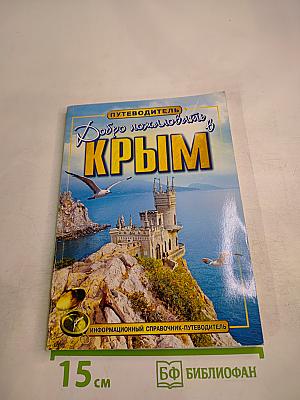 ПУТЕВОДИТЕЛЬ
Добро пожаловать
в
КРЫМ
ИНФОРМАЦИОННЫЙ СПРАВОЧНИК-ПУТЕВОДИТЕЛЬ
15 см
БФ БИБЛИОФАН